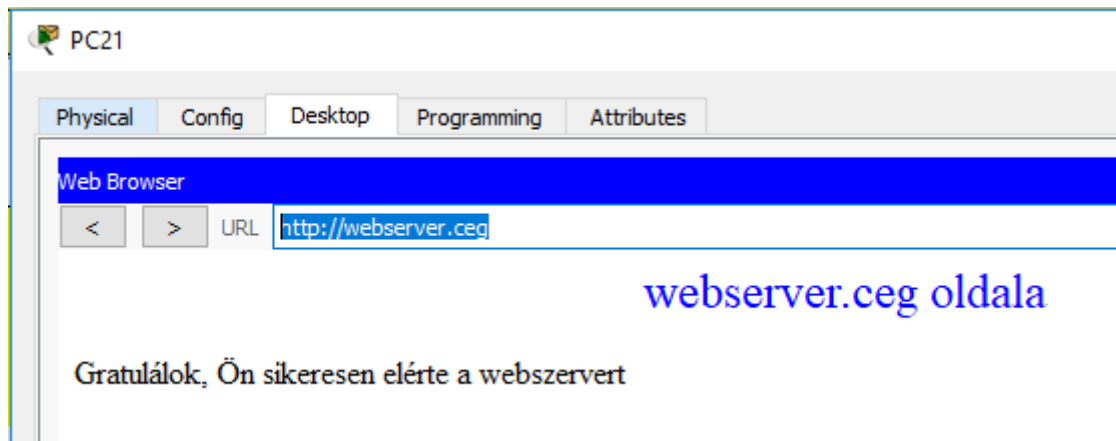 PC21
Physical Config Desktop Programming Attributes
Web Browser
< > URL http://webserver.ceg
webserver.ceg oldala
Gratulálok, Ön sikeresen elérte a webszervert